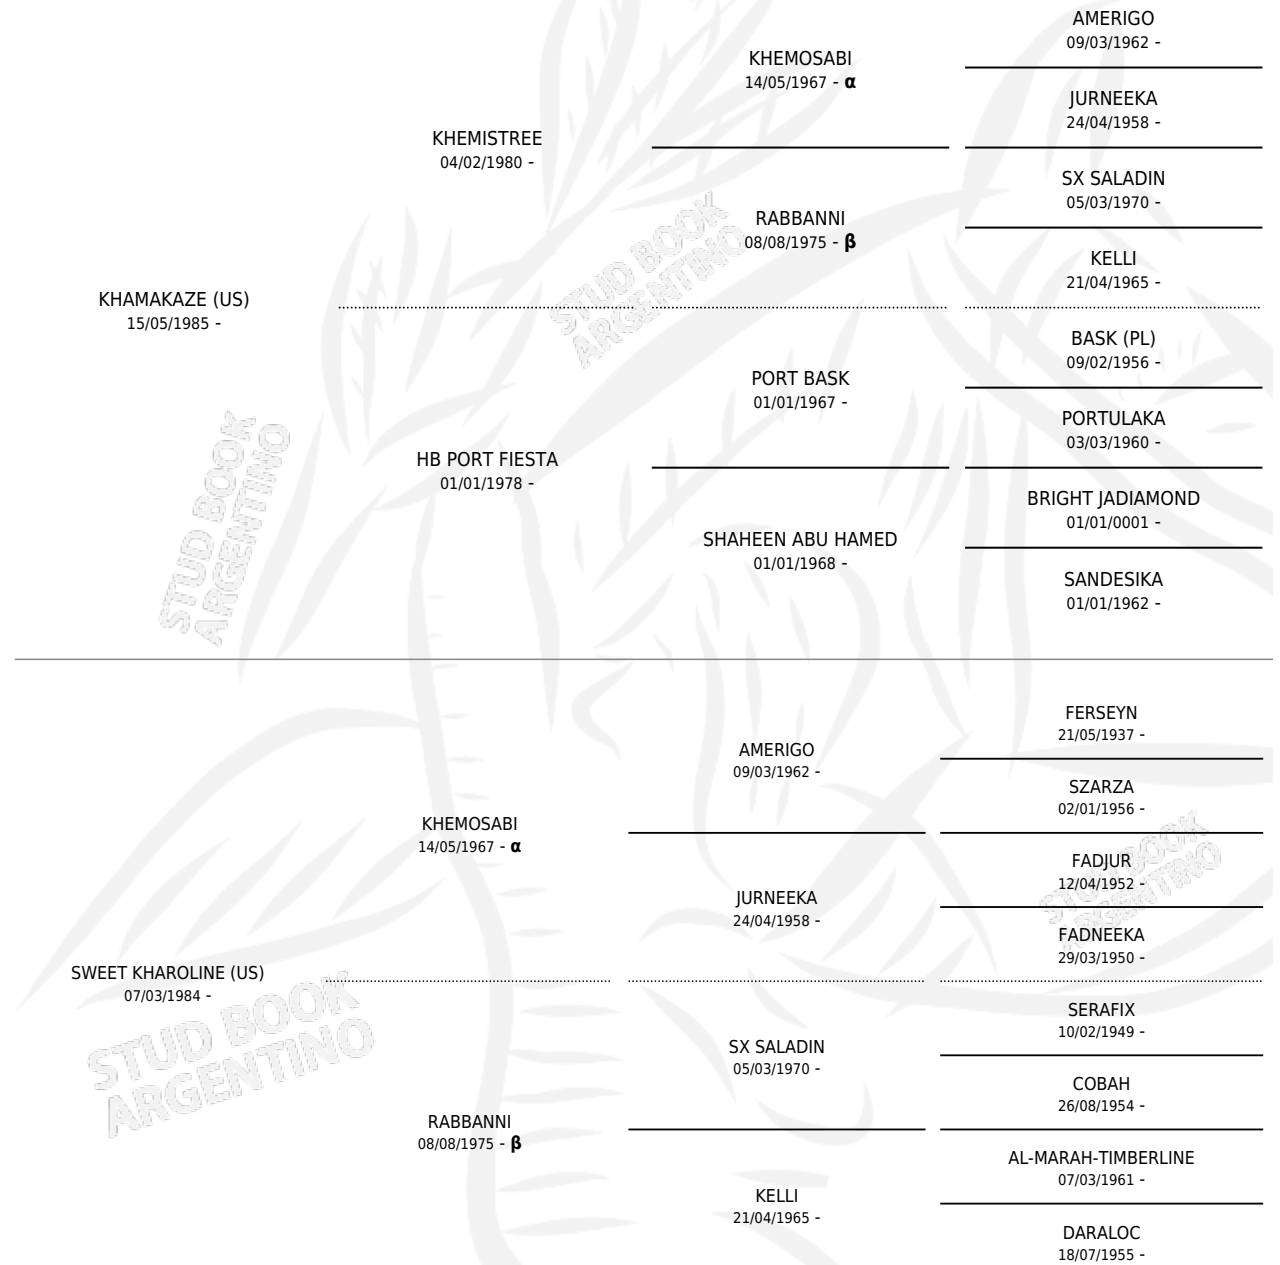 AMERIGO
09/03/1962 -
KHEMOSABI
14/05/1967 - α
JURNEEKA
24/04/1958 -
KHEMISTREE
04/02/1980 -
SX SALADIN
05/03/1970 -
RABBANNI
08/08/1975 - β
KELLI
21/04/1965 -
KHAMAKAZE (US)
15/05/1985 -
BASK (PL)
09/02/1956 -
PORT BASK
01/01/1967 -
PORTULAKA
03/03/1960 -
HB PORT FIESTA
01/01/1978 -
BRIGHT JADIAMOND
01/01/0001 -
SHAHEEN ABU HAMED
01/01/1968 -
SANDESIKA
01/01/1962 -
STUD BOOK
ARGENTINO
STUD BOOK
ARGENTINO
FERSEYN
21/05/1937 -
AMERIGO
09/03/1962 -
SZARZA
02/01/1956 -
KHEMOSABI
14/05/1967 - α
FADJUR
12/04/1952 -
JURNEEKA
24/04/1958 -
FADNEEKA
29/03/1950 -
SWEET KHAROLINE (US)
07/03/1984 -
SERAFIX
10/02/1949 -
SX SALADIN
05/03/1970 -
COBAH
26/08/1954 -
RABBANNI
08/08/1975 - β
AL-MARAH-TIMBERLINE
07/03/1961 -
KELLI
21/04/1965 -
DARALOC
18/07/1955 -
STUD BOOK
ARGENTINO
STUD BOOK
ARGENTINO